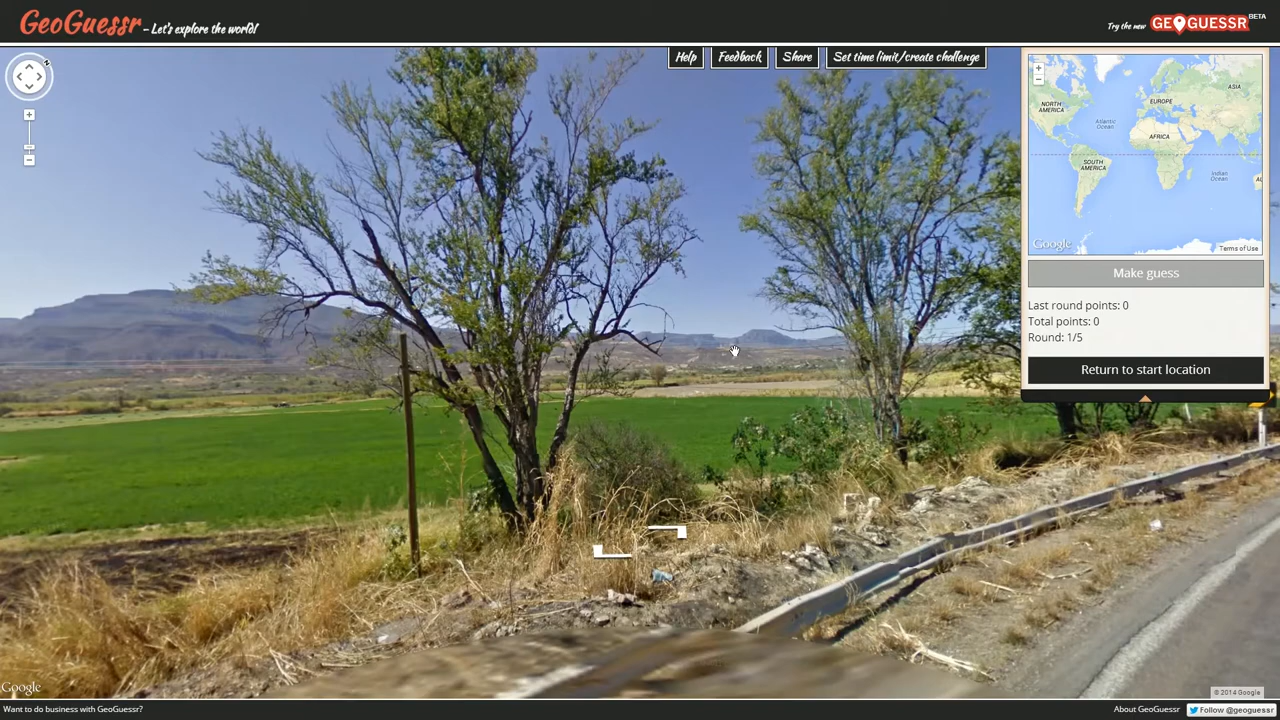 GeoGuessr – Let's explore the world!
Try the new GEOGUESSR BETA
Help Feedback Share Set time limit/create challenge
NORTH AMERICA
Atlantic Ocean
EUROPE
ASIA
AFRICA
SOUTH AMERICA
Indian Ocean
AU
Google
Terms of Use
Make guess
Last round points: 0
Total points: 0
Round: 1/5
Return to start location
N
Google
© 2014 Google
Want to do business with GeoGuessr?
About GeoGuessr
Follow @geoguessr